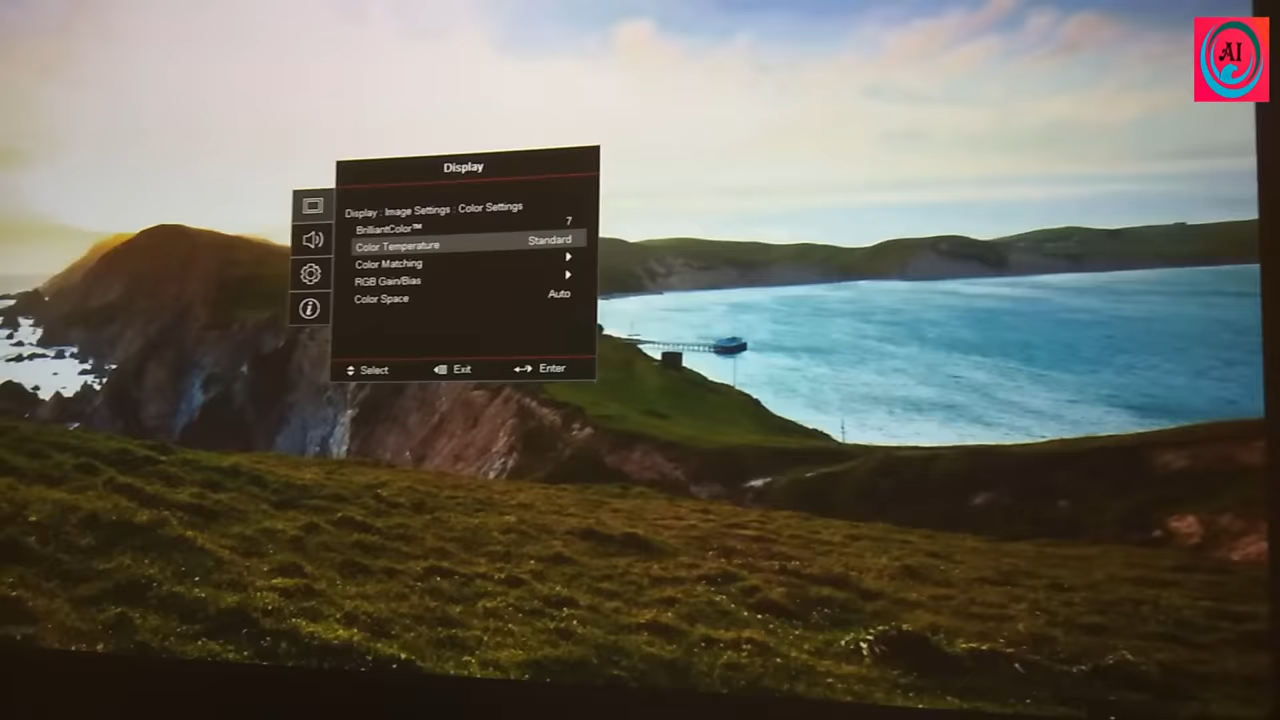 AI
Display
Display : Image Settings : Color Settings
BrilliantColor™ 7
Color Temperature Standard
Color Matching
RGB Gain/Bias
Color Space Auto
Select Exit Enter